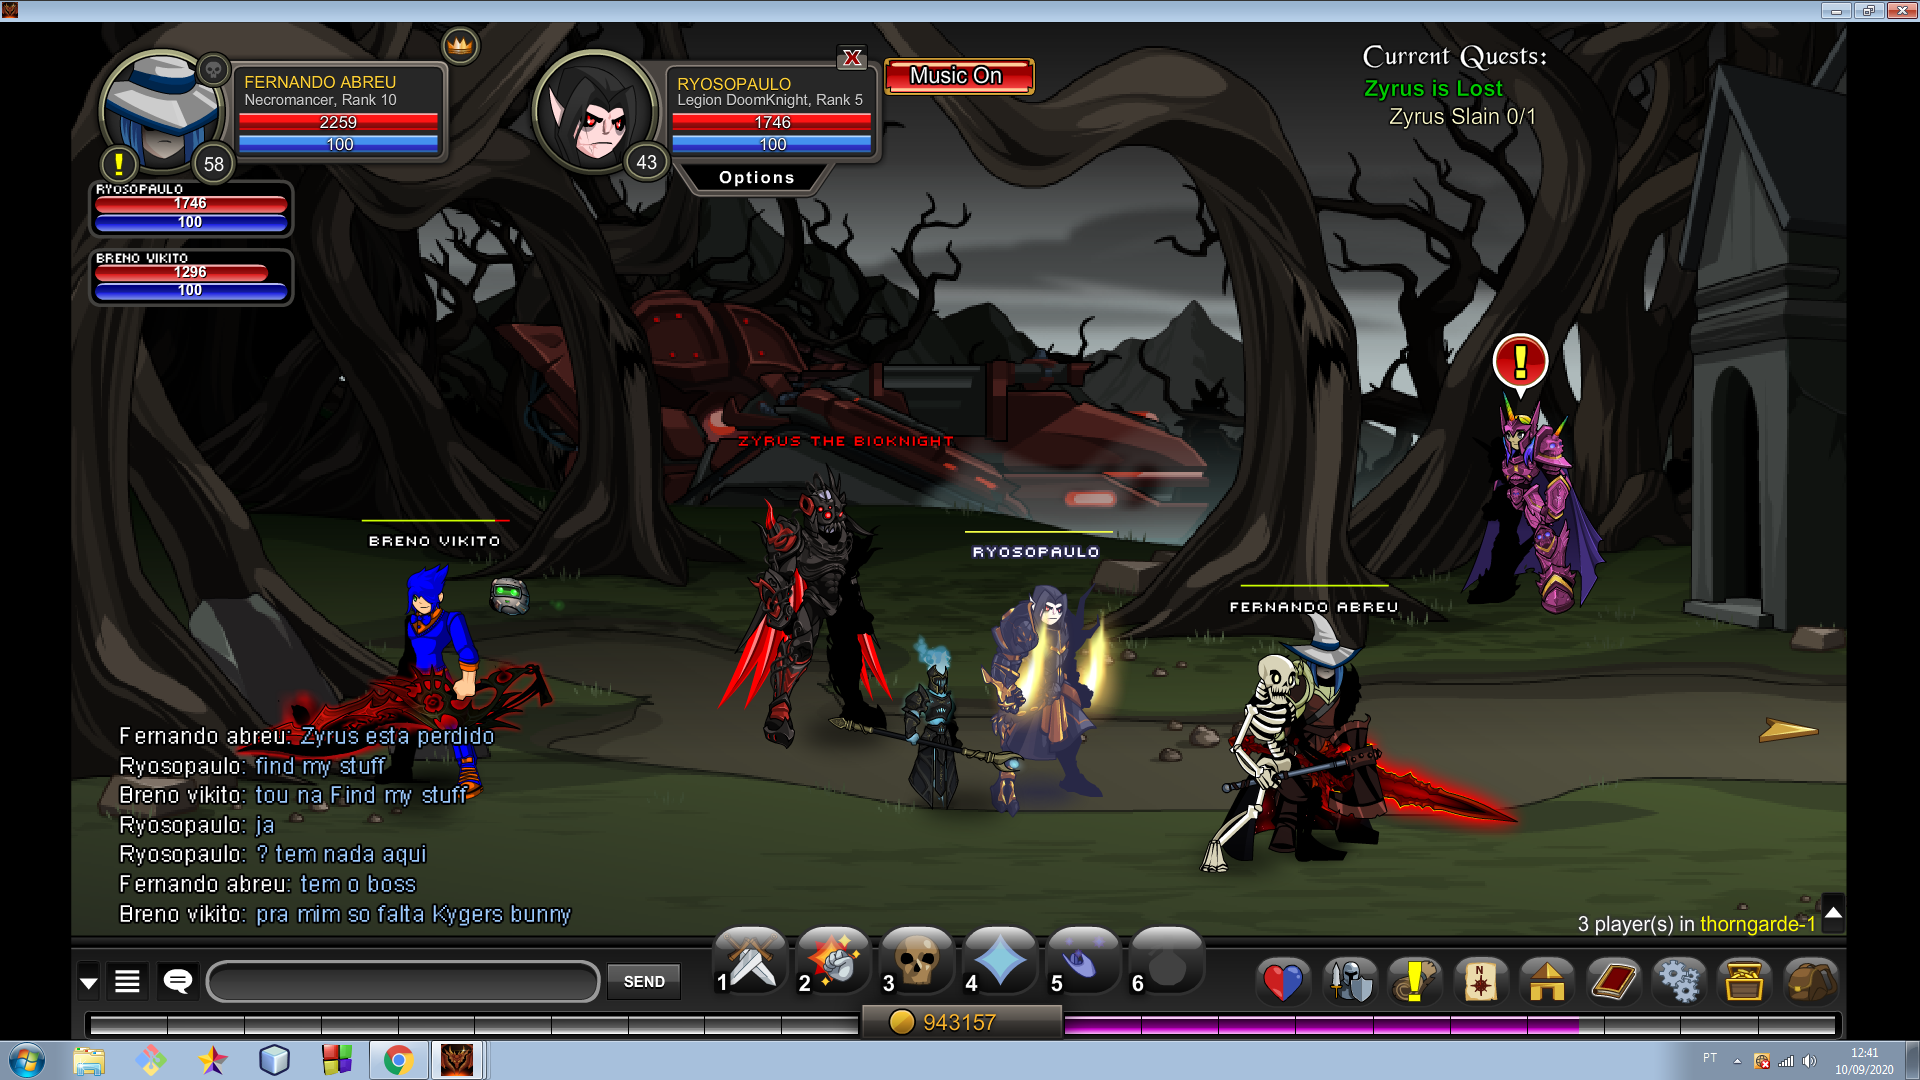 FERNANDO ABREU
Necromancer, Rank 10
2259
100
58
RYOSOPAULO
Legion DoomKnight, Rank 5
1746
100
43
Options
X
Music On
Current Quests:
Zyrus is Lost
Zyrus Slain 0/1
RYOSOPAULO
1746
100
BRENO VIKITO
1296
100
ZYRUS THE BIOKNIGHT
BRENO VIKITO
RYOSOPAULO
FERNANDO ABREU
Fernando abreu: Zyrus esta perdido
Ryosopaulo: find my stuff
Breno vikito: tou na Find my stuff
Ryosopaulo: ja
Ryosopaulo: ? tem nada aqui
Fernando abreu: tem o boss
Breno vikito: pra mim so falta Kygers bunny
3 player(s) in thorngarde-1
SEND
1 2 3 4 5 6
N
943157
PT
12:41
10/09/2020